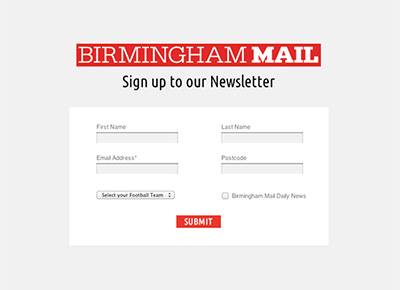 BIRMINGHAM MAIL
Sign up to our Newsletter
First Name Last Name
Email Address* Postcode
Select your Football Team Birmingham Mail Daily News
SUBMIT